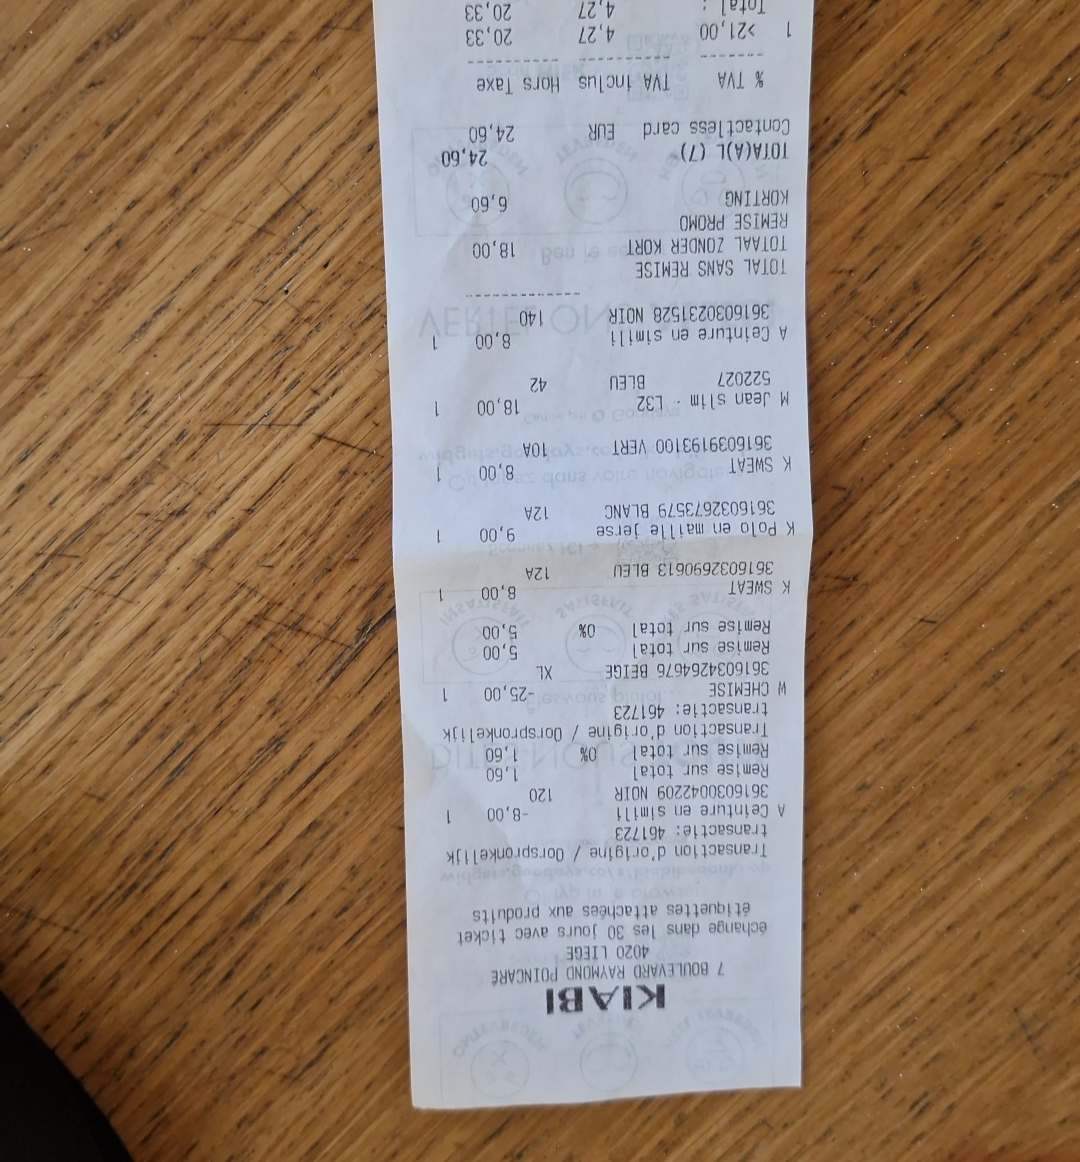 KIABI
7 BOULEVARD RAYMOND POINCARE
4020 LIEGE
échange dans les 30 jours avec ticket
étiquettes attachées aux produits
Transaction d'origine / Oorspronkelijk
transactie: 461723
A Ceinture en simili -8,00 1
3616030042209 NOIR 120
Remise sur total 1,60
Remise sur total 0% 1,60
Transaction d'origine / Oorspronkelijk
transactie: 461723
W CHEMISE -25,00 1
3616034264676 BEIGE XL
Remise sur total 5,00
Remise sur total 0% 5,00
K SWEAT 8,00 1
3616032690613 BLEU 12A
K Polo en maille jerse 9,00 1
3616032673579 BLANC 12A
K SWEAT 8,00 1
3616039193100 VERT 10A
M Jean slim - L32 18,00 1
522027 BLEU 42
A Ceinture en simili 8,00 1
3616030231528 NOIR 140
TOTAL SANS REMISE
TOTAAL ZONDER KORT 18,00
REMISE PROMO
KORTING 6,60
TOTA(A)L (7) 24,60
Contactless card EUR 24,60
% TVA TVA inclus Hors Taxe
1 >21,00 4,27 20,33
Total : 4,27 20,33